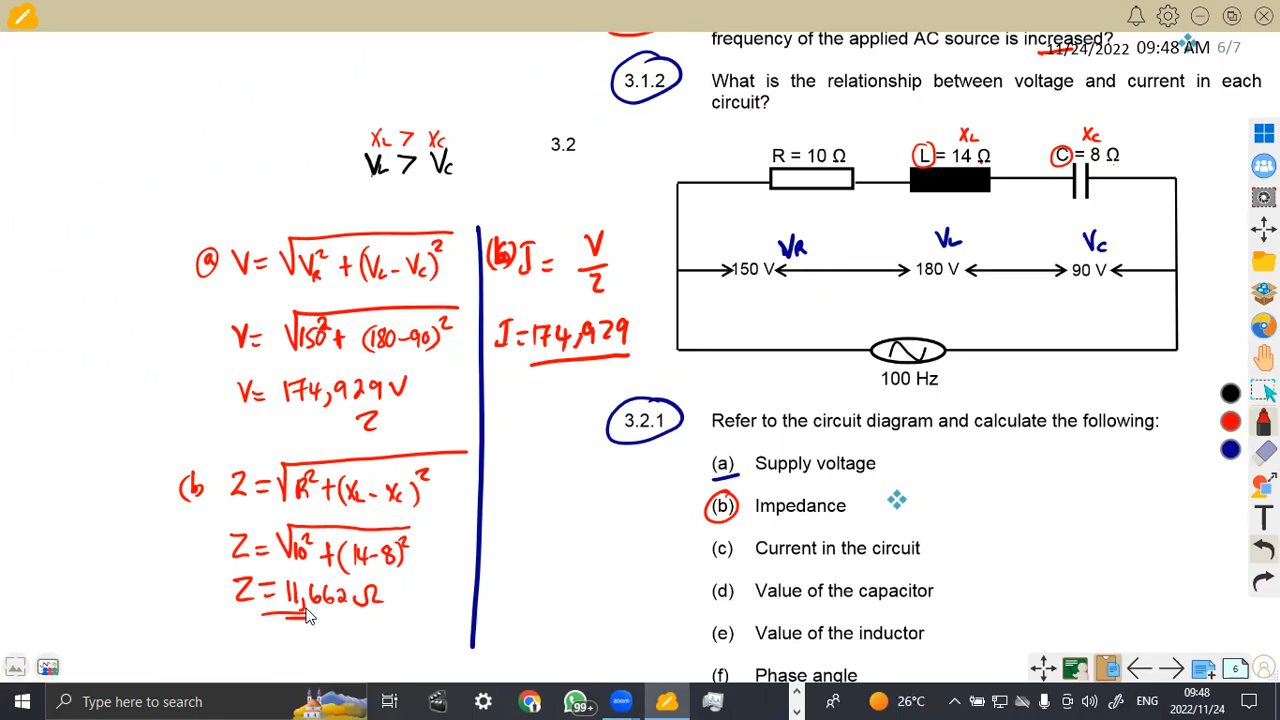 frequency of the applied AC source is increased?
11/24/2022 09:48 AM 6/7
3.1.2 What is the relationship between voltage and current in each
circuit?
XL > XC
VL > VC
3.2
XL XC
R = 10 Ω L = 14 Ω C = 8 Ω
VR VL VC
150 V 180 V 90 V
100 Hz
(a) V = √VR² + (VL - VC)²
V = √150² + (180-90)²
V = 174,929 V
Z
(b Z = √R² + (XL - XC)²
Z = √10² + (14-8)²
Z = 11,662 Ω
(b) I = V
Z
I = 174,929
3.2.1 Refer to the circuit diagram and calculate the following:
(a) Supply voltage
(b) Impedance
(c) Current in the circuit
(d) Value of the capacitor
(e) Value of the inductor
(f) Phase angle
6
Type here to search
zoom
99+
26°C
ENG
09:48
2022/11/24